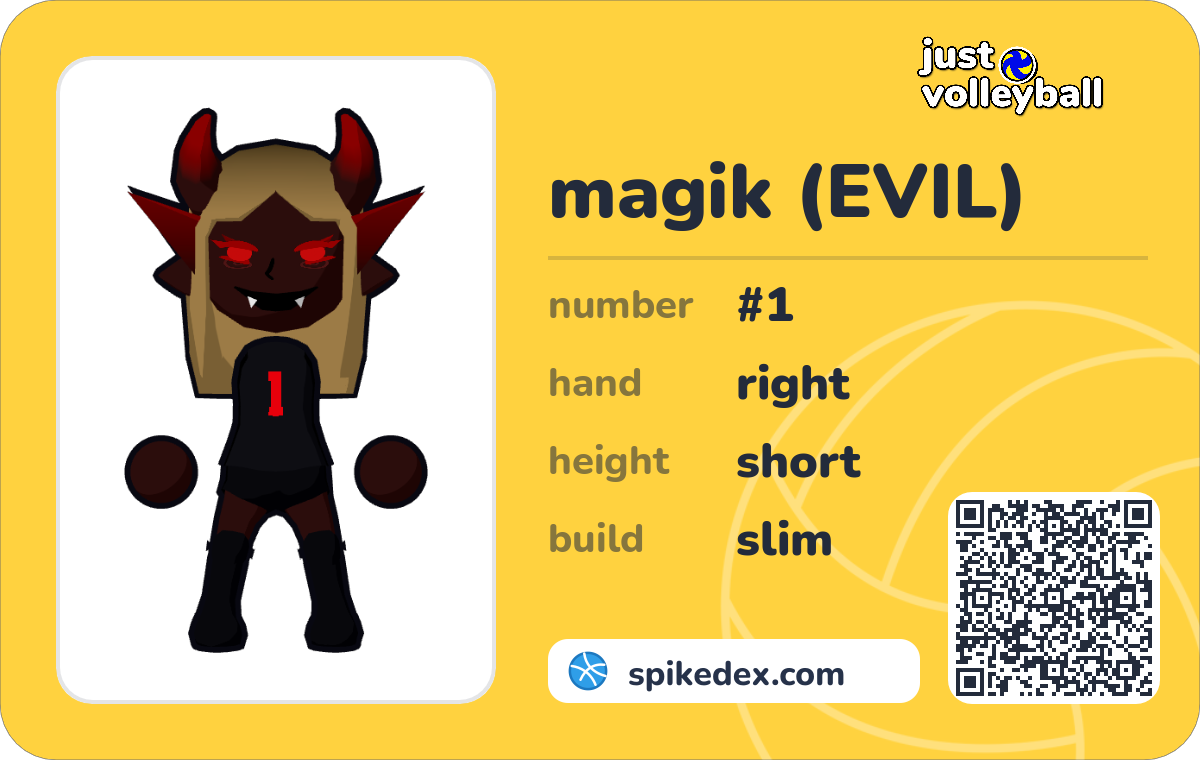 just
volleyball
magik (EVIL)
number #1
hand right
height short
build slim
1
spikedex.com